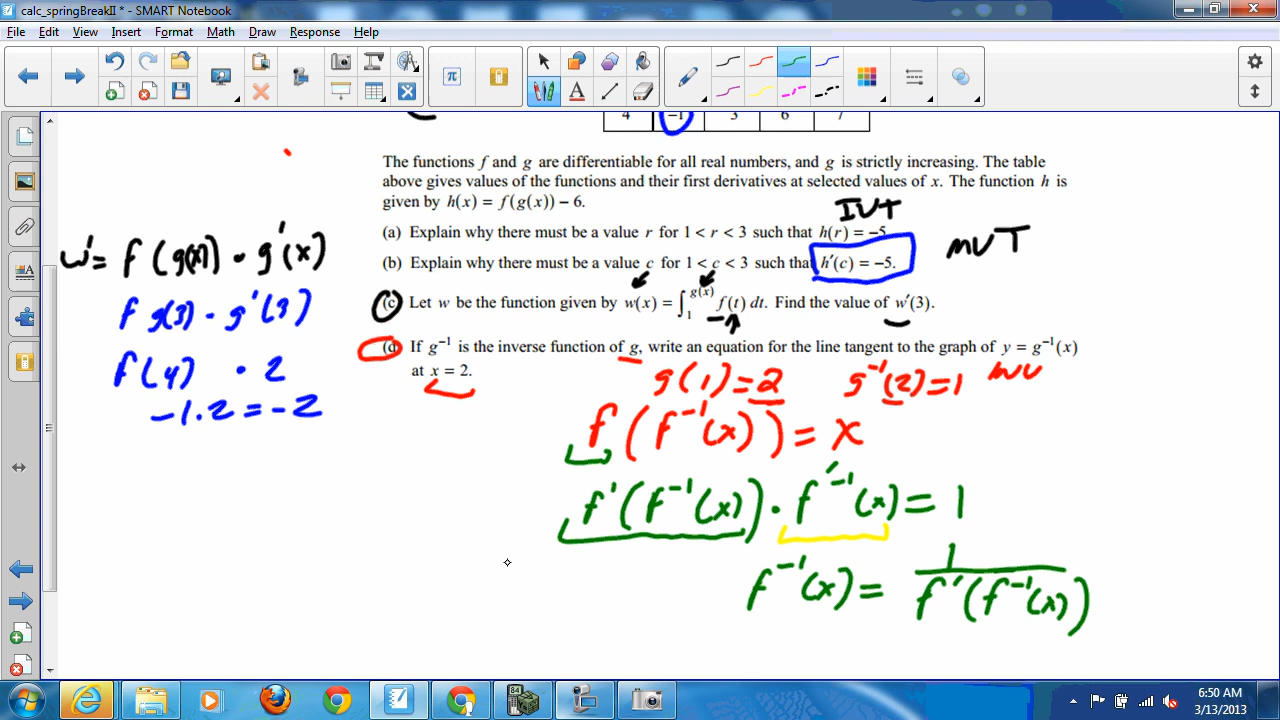 calc_springBreakII * - SMART Notebook
File Edit View Insert Format Math Draw Response Help
4 -1 3 6 7
The functions f and g are differentiable for all real numbers, and g is strictly increasing. The table
above gives values of the functions and their first derivatives at selected values of x. The function h is
given by h(x) = f(g(x)) − 6.
IVT
(a) Explain why there must be a value r for 1 < r < 3 such that h(r) = −5
MVT
(b) Explain why there must be a value c for 1 < c < 3 such that h′(c) = −5.
(c) Let w be the function given by w(x) = ∫₁^g(x) f(t) dt. Find the value of w′(3).
(d) If g⁻¹ is the inverse function of g, write an equation for the line tangent to the graph of y = g⁻¹(x)
at x = 2.
w' = f(g(x)) · g'(x)
f g(3) · g'(3)
f(4) · 2
-1·2 = -2
g(1) = 2 g⁻¹(2) = 1
f(f⁻¹(x)) = x
f'(f⁻¹(x)) · f'⁻¹(x) = 1
f⁻¹(x) = 1
f'(f⁻¹(x))
6:50 AM
3/13/2013